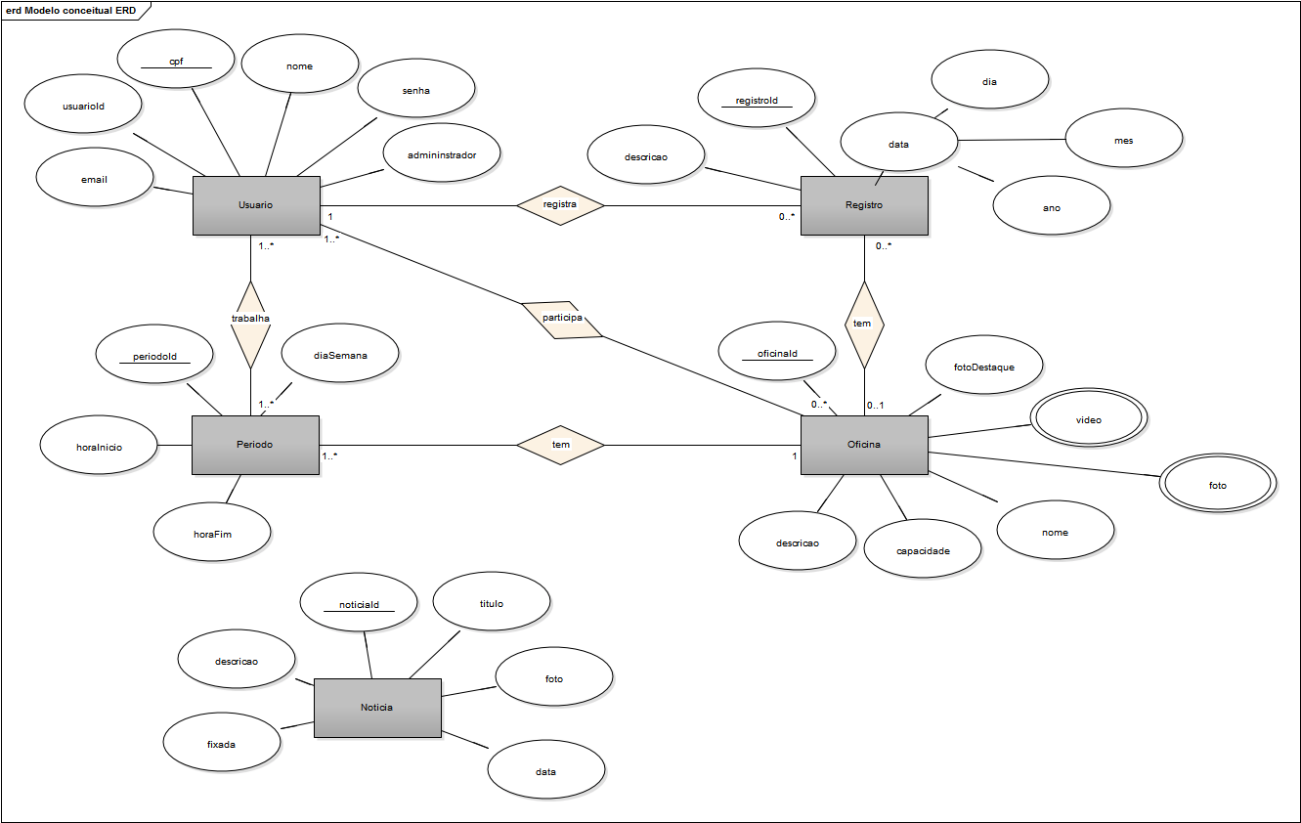 erd Modelo conceitual ERD
cpf
nome
senha
usuarioId
admininstrador
email
Usuario
1
1..*
1..*
registra
registroId
dia
data
mes
descricao
ano
Registro
0..*
0..*
trabalha
participa
tem
periodoId
diaSemana
horaInicio
1..*
Periodo
1..*
horaFim
tem
oficinaId
fotoDestaque
0..*
0..1
video
Oficina
1
foto
descricao
capacidade
nome
noticiaId
titulo
descricao
foto
Noticia
fixada
data